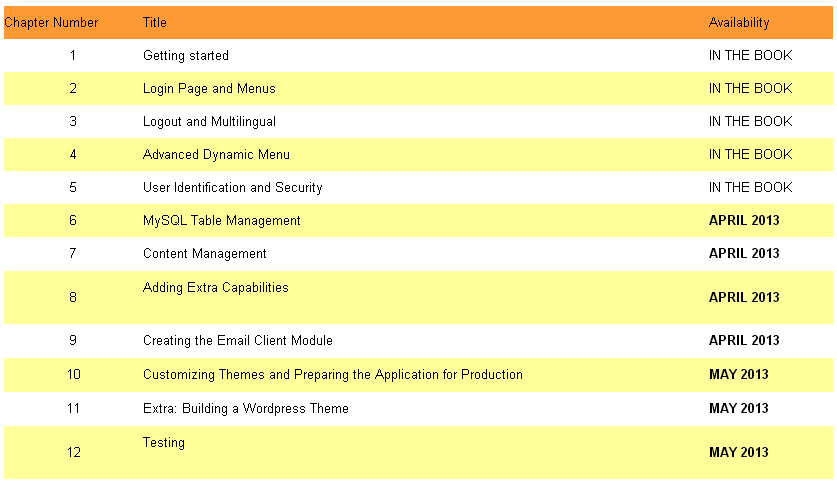 Chapter Number Title Availability
1 Getting started IN THE BOOK
2 Login Page and Menus IN THE BOOK
3 Logout and Multilingual IN THE BOOK
4 Advanced Dynamic Menu IN THE BOOK
5 User Identification and Security IN THE BOOK
6 MySQL Table Management APRIL 2013
7 Content Management APRIL 2013
8 Adding Extra Capabilities APRIL 2013
9 Creating the Email Client Module APRIL 2013
10 Customizing Themes and Preparing the Application for Production MAY 2013
11 Extra: Building a Wordpress Theme MAY 2013
12 Testing MAY 2013